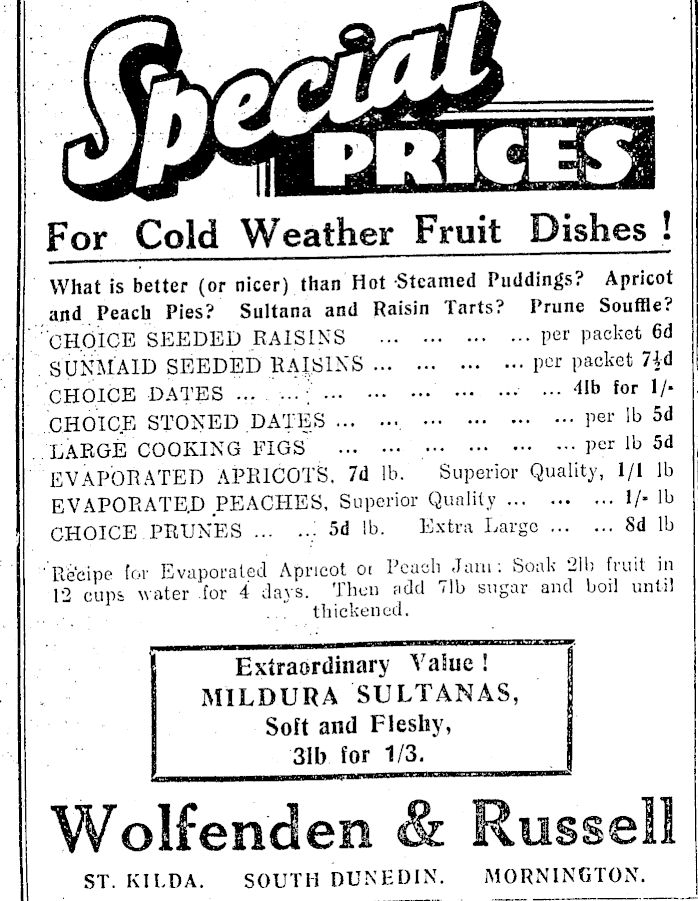 Special
PRICES
For Cold Weather Fruit Dishes !
What is better (or nicer) than Hot Steamed Puddings? Apricot
and Peach Pies? Sultana and Raisin Tarts? Prune Souffle?
CHOICE SEEDED RAISINS ... ... ... ... per packet 6d
SUNMAID SEEDED RAISINS ... ... ... ... per packet 7½d
CHOICE DATES ... ... ... ... ... ... ... ... 4lb for 1/-
CHOICE STONED DATES ... ... ... ... ... ... per lb 5d
LARGE COOKING FIGS ... ... ... ... ... ... per lb 5d
EVAPORATED APRICOTS, 7d lb. Superior Quality, 1/1 lb
EVAPORATED PEACHES, Superior Quality ... ... ... 1/- lb
CHOICE PRUNES ... ... 5d lb. Extra Large ... ... 8d lb
Recipe for Evaporated Apricot or Peach Jam: Soak 2lb fruit in
12 cups water for 4 days. Then add 7lb sugar and boil until
thickened.
Extraordinary Value !
MILDURA SULTANAS,
Soft and Fleshy,
3lb for 1/3.
Wolfenden & Russell
ST. KILDA. SOUTH DUNEDIN. MORNINGTON.